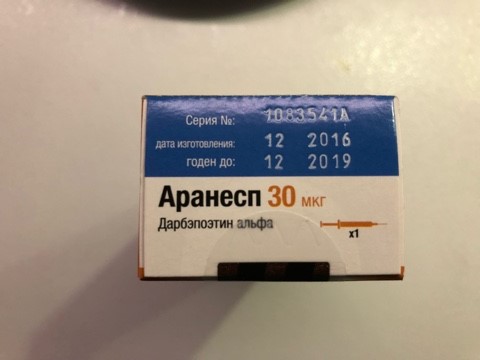 Серия №: 1083541A
дата изготовления: 12 2016
годен до: 12 2019
Аранесп 30 мкг
Дарбэпоэтин альфа
x1